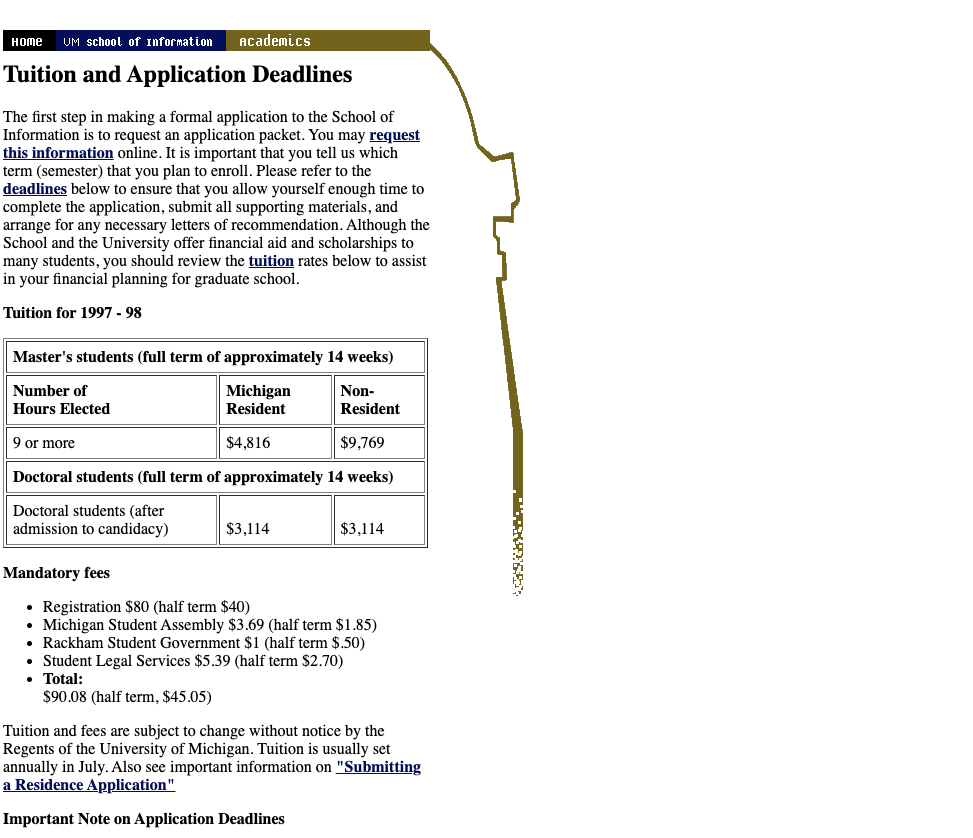 Home UM School of Information Academics
Tuition and Application Deadlines
The first step in making a formal application to the School of
Information is to request an application packet. You may request
this information online. It is important that you tell us which
term (semester) that you plan to enroll. Please refer to the
deadlines below to ensure that you allow yourself enough time to
complete the application, submit all supporting materials, and
arrange for any necessary letters of recommendation. Although the
School and the University offer financial aid and scholarships to
many students, you should review the tuition rates below to assist
in your financial planning for graduate school.
Tuition for 1997 - 98
Master's students (full term of approximately 14 weeks)
Number of
Hours Elected
Michigan
Resident
Non-
Resident
9 or more $4,816 $9,769
Doctoral students (full term of approximately 14 weeks)
Doctoral students (after
admission to candidacy) $3,114 $3,114
Mandatory fees
• Registration $80 (half term $40)
• Michigan Student Assembly $3.69 (half term $1.85)
• Rackham Student Government $1 (half term $.50)
• Student Legal Services $5.39 (half term $2.70)
• Total:
$90.08 (half term, $45.05)
Tuition and fees are subject to change without notice by the
Regents of the University of Michigan. Tuition is usually set
annually in July. Also see important information on "Submitting
a Residence Application"
Important Note on Application Deadlines